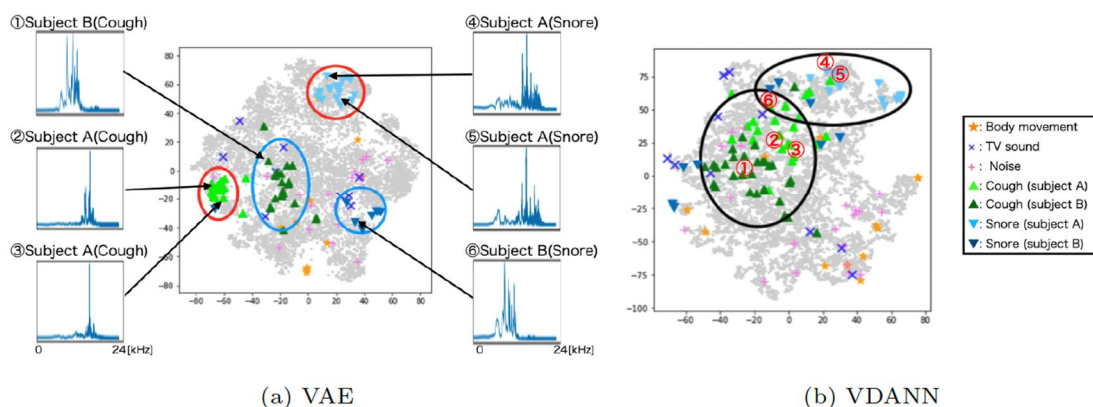 ①Subject B(Cough)
②Subject A(Cough)
③Subject A(Cough)
0 24[kHz]
④Subject A(Snore)
⑤Subject A(Snore)
⑥Subject B(Snore)
0 24[kHz]
80
60
40
20
0
−20
−40
−60
−80
−80 −60 −40 −20 0 20 40 60 80
(a) VAE
75
50
25
0
−25
−50
−75
−100
−60 −40 −20 0 20 40 60 80
④
⑤
⑥
②
③
①
(b) VDANN
: Body movement
: TV sound
: Noise
: Cough (subject A)
: Cough (subject B)
: Snore (subject A)
: Snore (subject B)